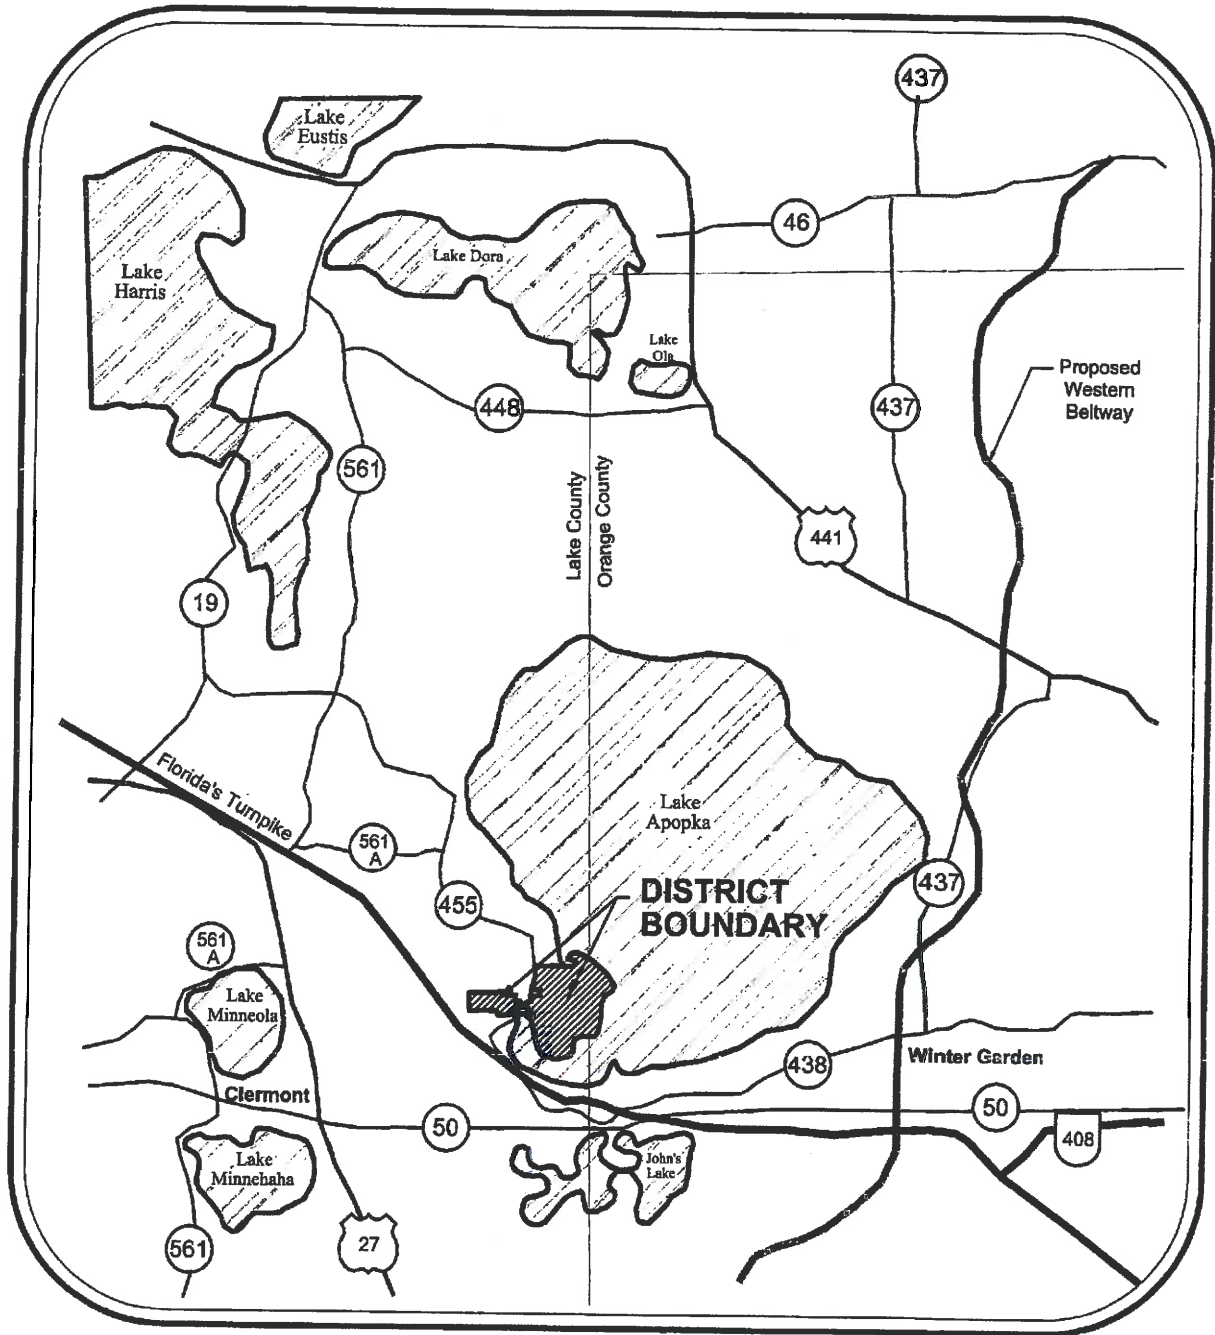 437
Lake
Eustis
46
Lake Dora
Lake
Harris
Lake
Ola
Proposed
Western
Beltway
448
437
561
Lake County
Orange County
441
19
Florida's Turnpike
Lake
Apopka
561
A
437
DISTRICT
BOUNDARY
455
561
A
Lake
Minneola
438
Winter Garden
Clermont
50
50
408
Lake
Minnehaha
John's
Lake
561
27